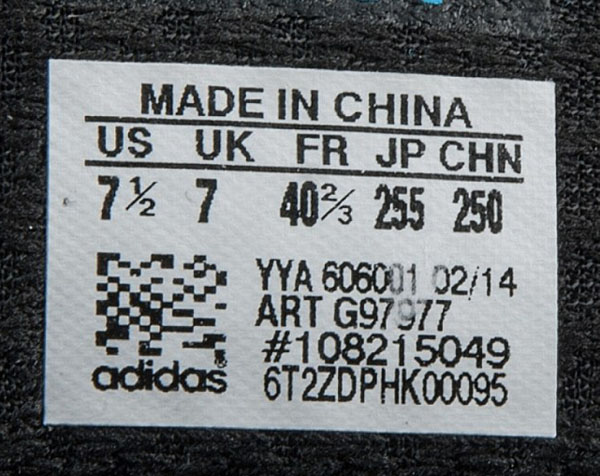 MADE IN CHINA
US UK FR JP CHN
7½ 7 40⅔ 255 250
YYA 606001 02/14
ART G97977
#108215049
adidas® 6T2ZDPHK00095